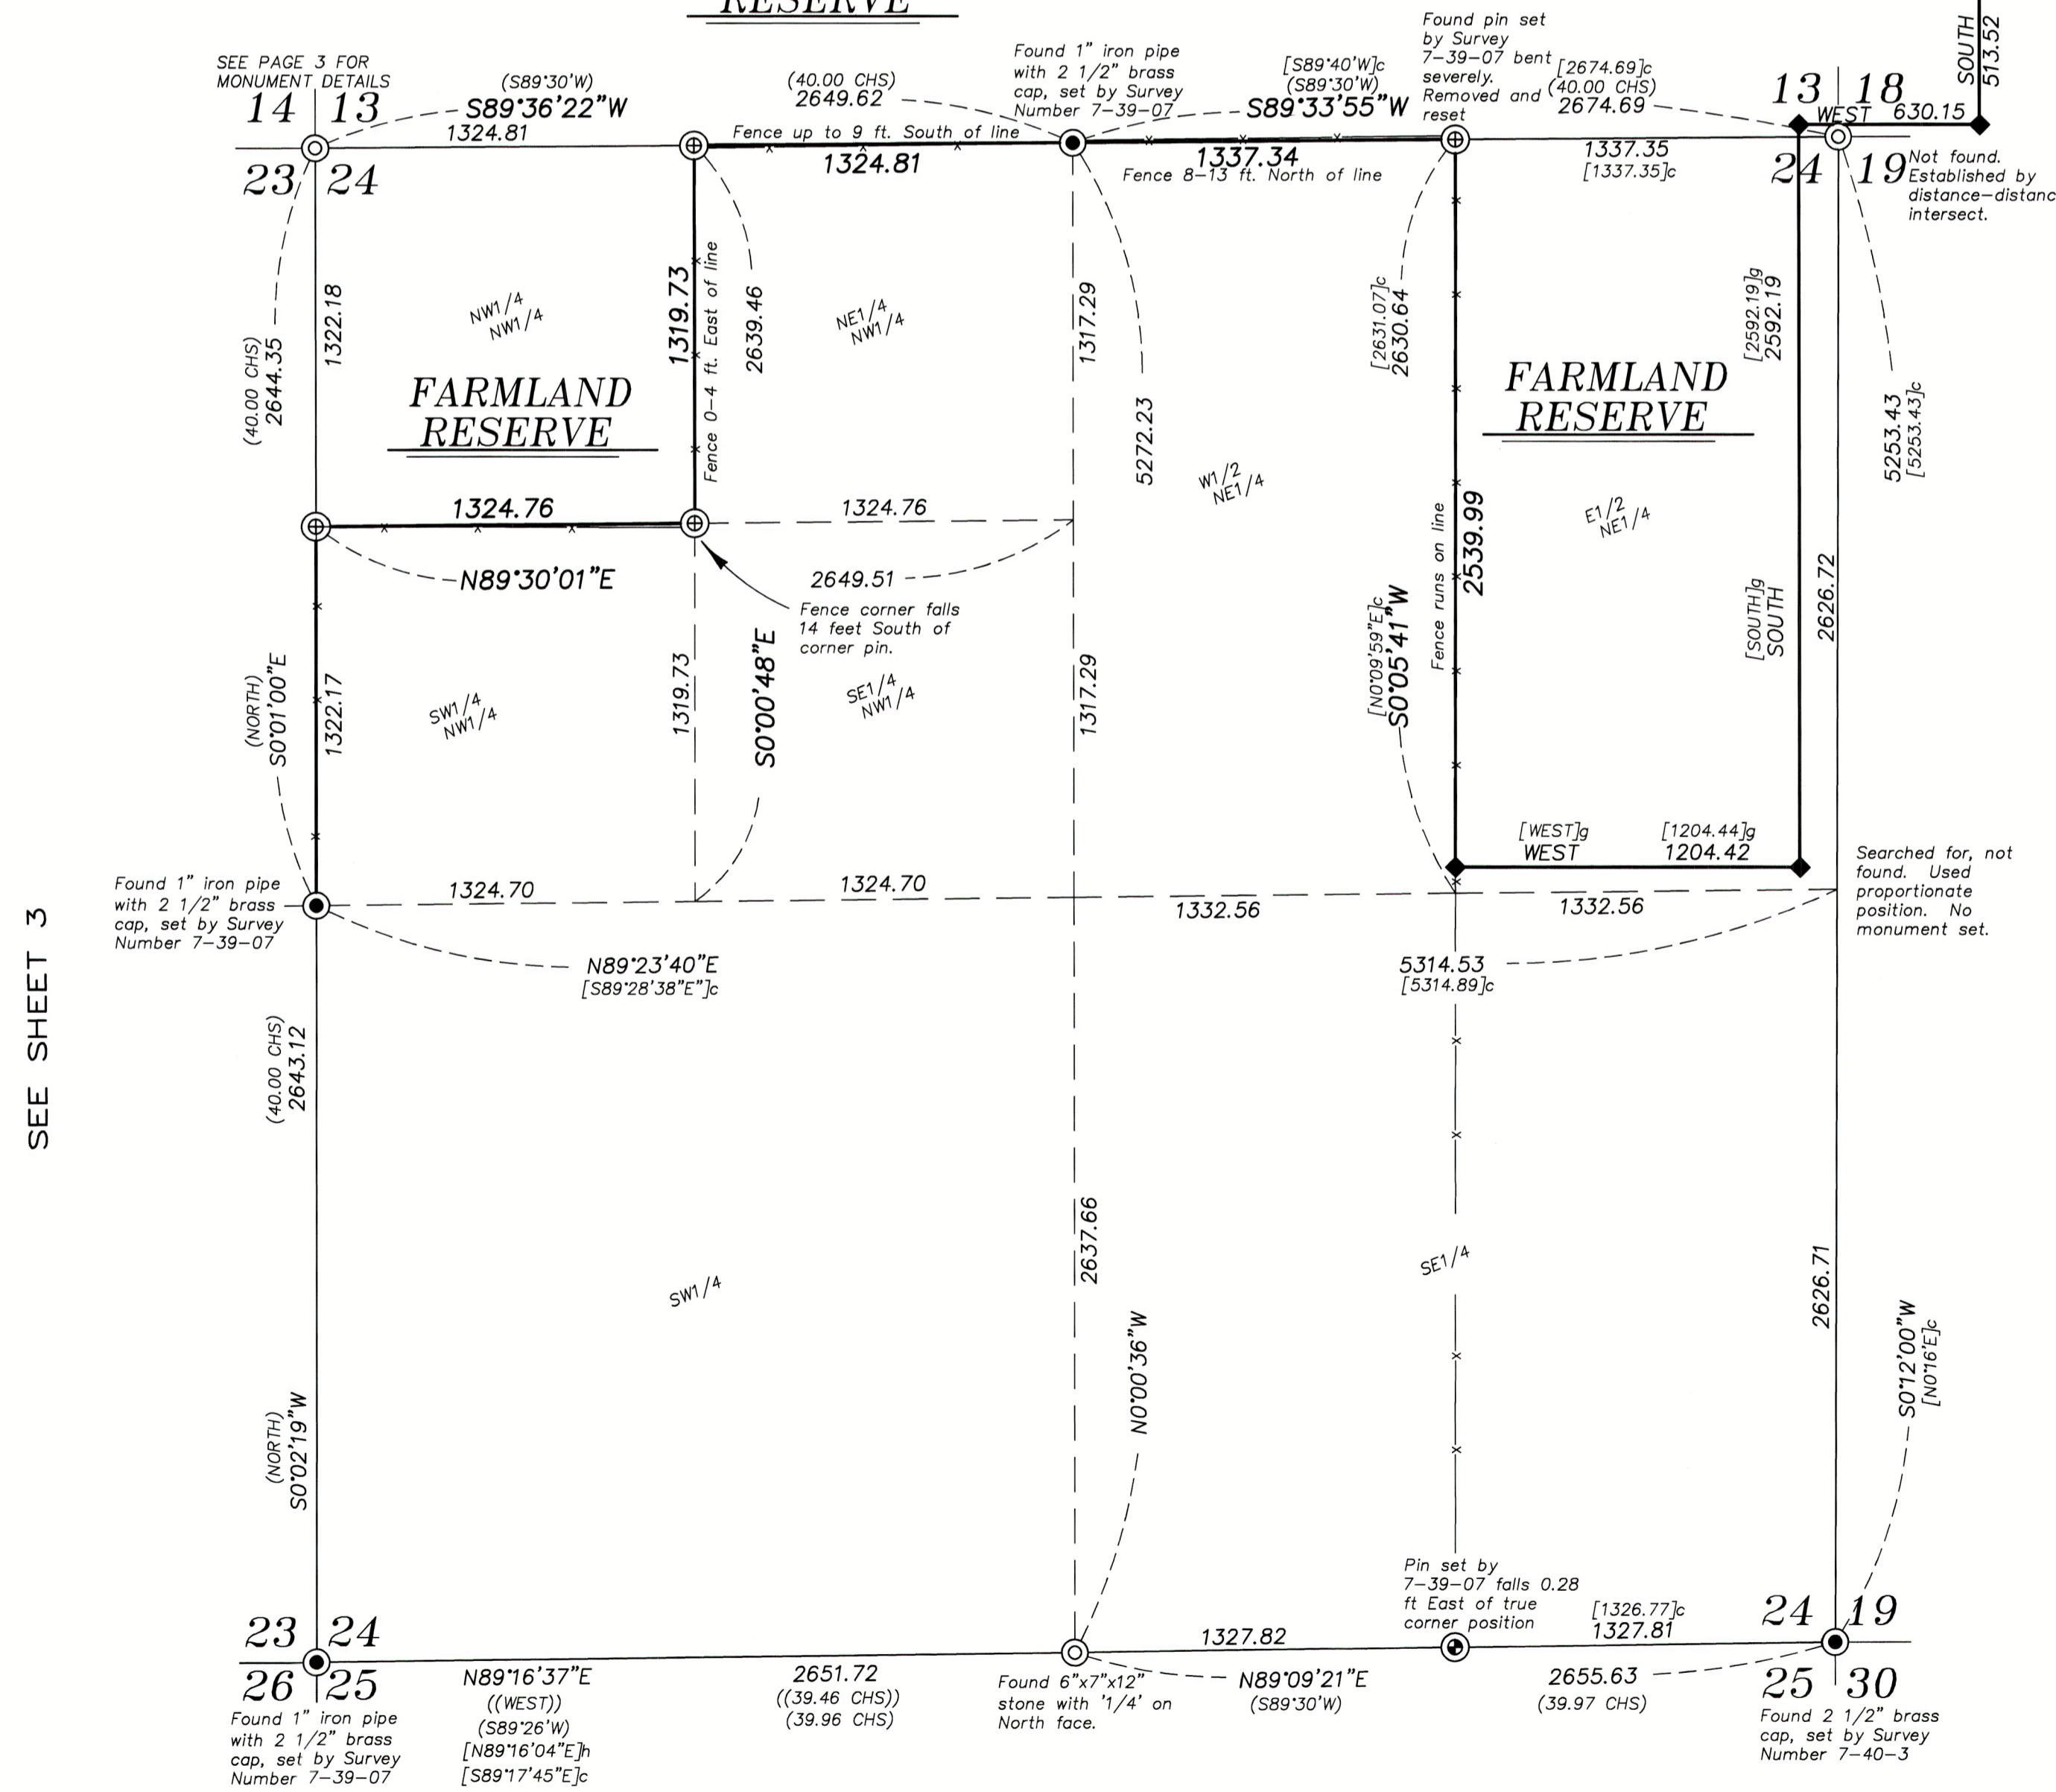 RESERVE
SEE PAGE 3 FOR
MONUMENT DETAILS
14 13
23 24
(S89°30'W)
S89°36'22"W
1324.81
(40.00 CHS)
2649.62
Fence up to 9 ft. South of line
1324.81
Found 1" iron pipe
with 2 1/2" brass
cap, set by Survey
Number 7-39-07
[S89°40'W]c
(S89°30'W)
S89°33'55"W
1337.34
Fence 8-13 ft. North of line
Found pin set
by Survey
7-39-07 bent
severely.
Removed and
reset
[2674.69]c
(40.00 CHS)
2674.69
1337.35
[1337.35]c
13 18
24 19
WEST 630.15
SOUTH
513.52
Not found.
Established by
distance-distanc
intersect.
(40.00 CHS)
2644.35
1322.18
NW1/4
NW1/4
1319.73
Fence 0-4 ft. East of line
2639.46
NE1/4
NW1/4
1317.29
5272.23
[2631.07]c
2630.64
[2592.19]g
2592.19
5253.43
[5253.43]c
FARMLAND
RESERVE
FARMLAND
RESERVE
W1/2
NE1/4
E1/2
NE1/4
1324.76
1324.76
N89°30'01"E
2649.51
Fence corner falls
14 feet South of
corner pin.
Fence runs on line
2539.99
[N0°09'59"E]c
S0°05'41"W
[SOUTH]g
SOUTH
2626.72
(NORTH)
S0°01'00"E
1322.17
SW1/4
NW1/4
1319.73
S0°00'48"E
SE1/4
NW1/4
1317.29
[WEST]g [1204.44]g
WEST 1204.42
Searched for, not
found. Used
proportionate
position. No
monument set.
Found 1" iron pipe
with 2 1/2" brass
cap, set by Survey
Number 7-39-07
1324.70
1324.70
1332.56
1332.56
N89°23'40"E
[S89°28'38"E"]c
5314.53
[5314.89]c
SEE SHEET 3
(40.00 CHS)
2643.12
(NORTH)
S0°02'19"W
SW1/4
2637.66
N0°00'36"W
SE1/4
2626.71
S0°12'00"W
[N0°16'E]c
Pin set by
7-39-07 falls 0.28
ft East of true
corner position
[1326.77]c
1327.81
1327.82
23 24
26 25
24 19
25 30
N89°16'37"E
((WEST))
(S89°26'W)
[N89°16'04"E]h
[S89°17'45"E]c
2651.72
((39.46 CHS))
(39.96 CHS)
Found 6"x7"x12"
stone with '1/4' on
North face.
N89°09'21"E
(S89°30'W)
2655.63
(39.97 CHS)
Found 1" iron pipe
with 2 1/2" brass
cap, set by Survey
Number 7-39-07
Found 2 1/2" brass
cap, set by Survey
Number 7-40-3